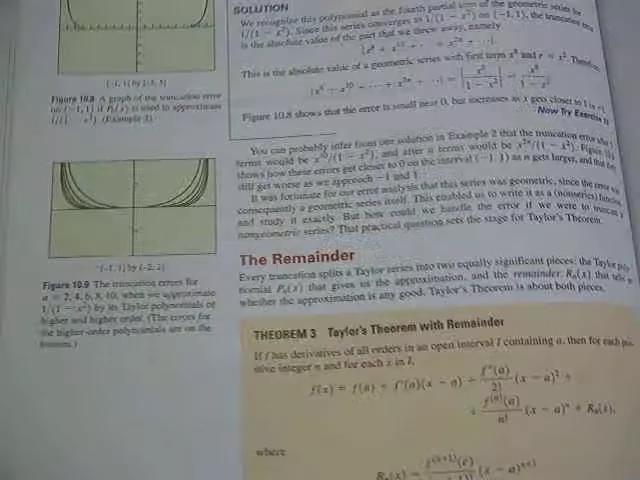 SOLUTION
We recognize this polynomial as the fourth partial sum of the geometric series for
1/(1 − x²). Since this series converges to 1/(1 − x²) on (−1, 1), the truncation error
is the absolute value of the part that we threw away, namely
This is the absolute value of a geometric series with first term x⁸ and r = x². Therefore,
Figure 10.8 shows that the error is small near 0, but increases as x gets closer to 1 or
Now Try Exercise
[−1, 1] by
Figure 10.8 A graph of the truncation error
on (−1, 1) if is used to approximate
(Example 2)
You can probably infer from our solution in Example 2 that the truncation error after 5
terms would be x¹⁰/(1 − x²), and after n terms would be x²ⁿ/(1 − x²). Figure
shows how these errors get closer to 0 on the interval (−1, 1) as n gets larger, and that
still get worse as we approach −1 and 1.
It was fortunate for our error analysis that this series was geometric, since the error was
consequently a geometric series itself. This enabled us to write it as a (nonseries) function
and study it exactly. But how could we handle the error if we were to truncate a
nongeometric series? That practical question sets the stage for Taylor's Theorem.
[−1, 1] by [−2, 2]
Figure 10.9 The truncation errors for
n = 2, 4, 6, 8, 10, when we approximate
1/(1 − x²) by its Taylor polynomials of
higher and higher order. (The errors for
the higher-order polynomials are on the
bottom.)
The Remainder
Every truncation splits a Taylor series into two equally significant pieces: the Taylor poly-
nomial Pₙ(x) that gives us the approximation, and the remainder Rₙ(x) that tells
whether the approximation is any good. Taylor's Theorem is about both pieces.
THEOREM 3 Taylor's Theorem with Remainder
If f has derivatives of all orders in an open interval I containing a, then for each pos-
itive integer n and for each x in I,
f(x) = f(a) + f′(a)(x − a) + f″(a)/2! (x − a)² +
+ f⁽ⁿ⁾(a)/n! (x − a)ⁿ + Rₙ(x),
where
Rₙ(x) = f⁽ⁿ⁺¹⁾(c) (x − a)ⁿ⁺¹